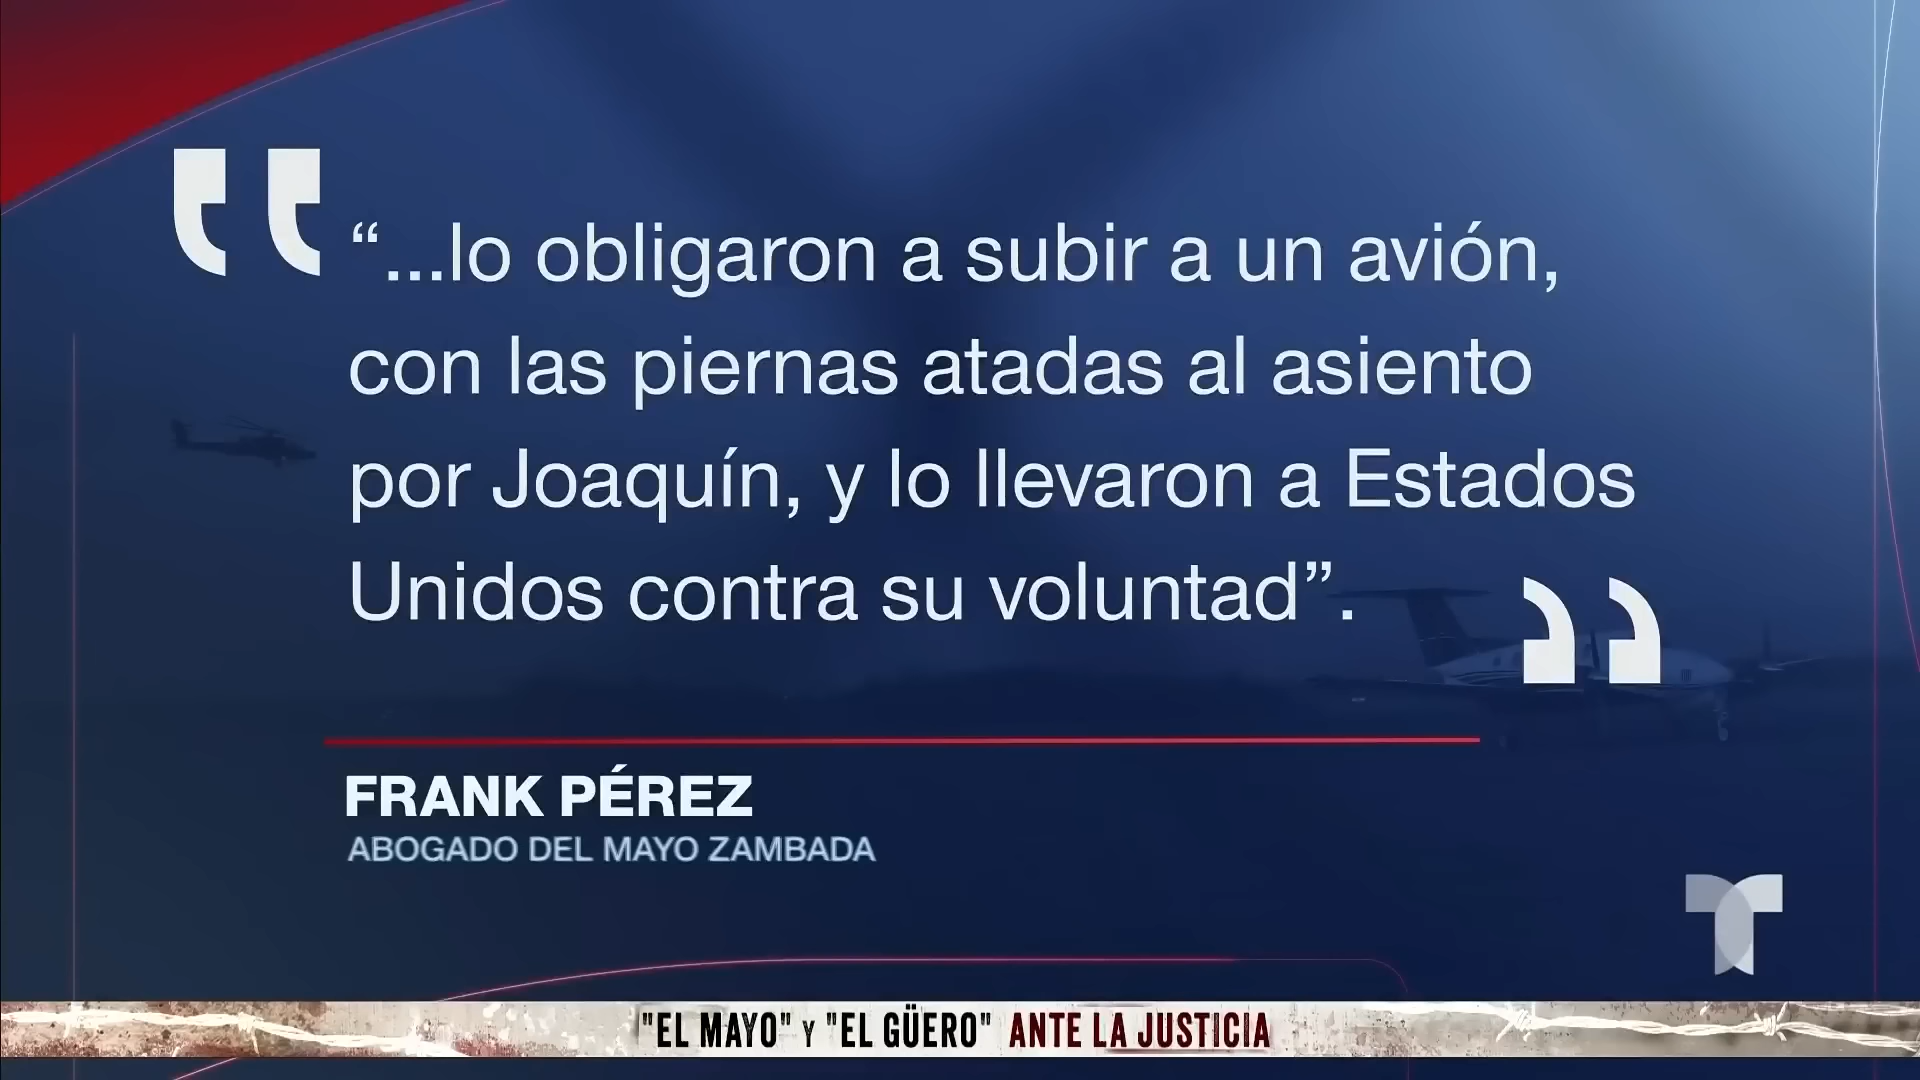 “...lo obligaron a subir a un avión,
con las piernas atadas al asiento
por Joaquín, y lo llevaron a Estados
Unidos contra su voluntad”.
FRANK PÉREZ
ABOGADO DEL MAYO ZAMBADA
"EL MAYO" Y "EL GÜERO" ANTE LA JUSTICIA